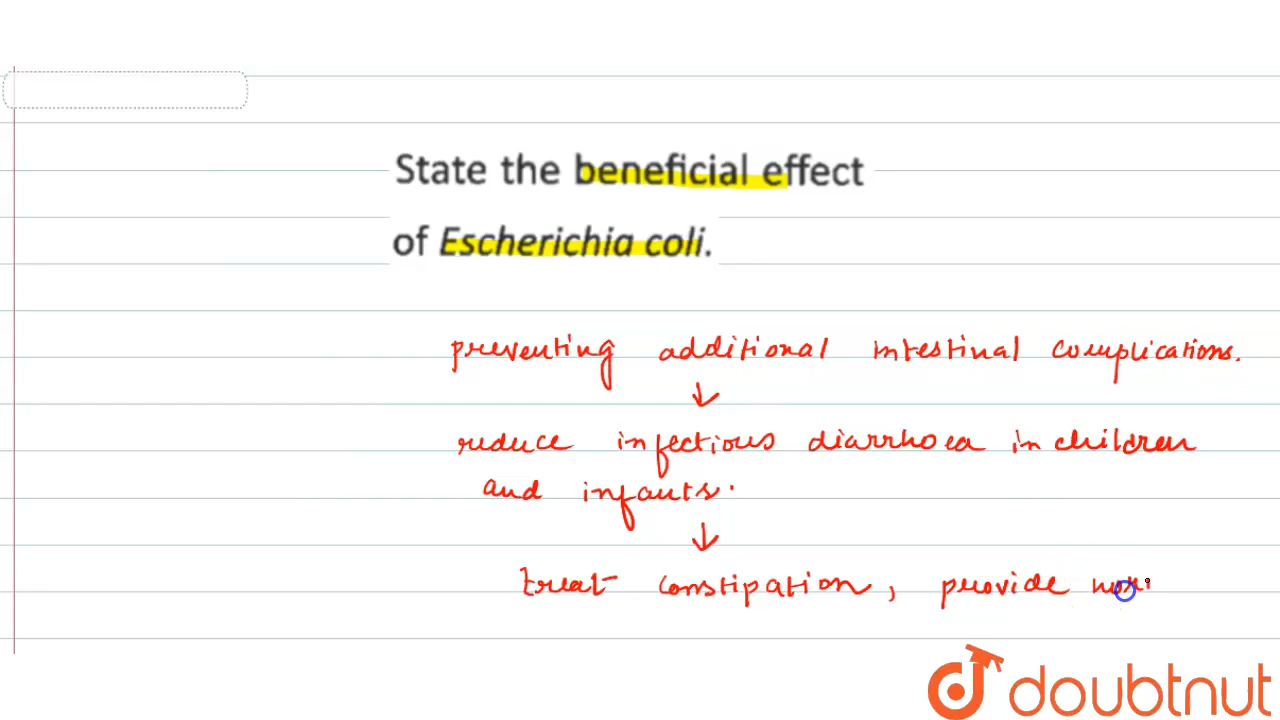 State the beneficial effect
of Escherichia coli.
preventing additional intestinal complications.
↓
reduce infectious diarrhoea in children
and infants.
↓
treat constipation, provide
doubtnut